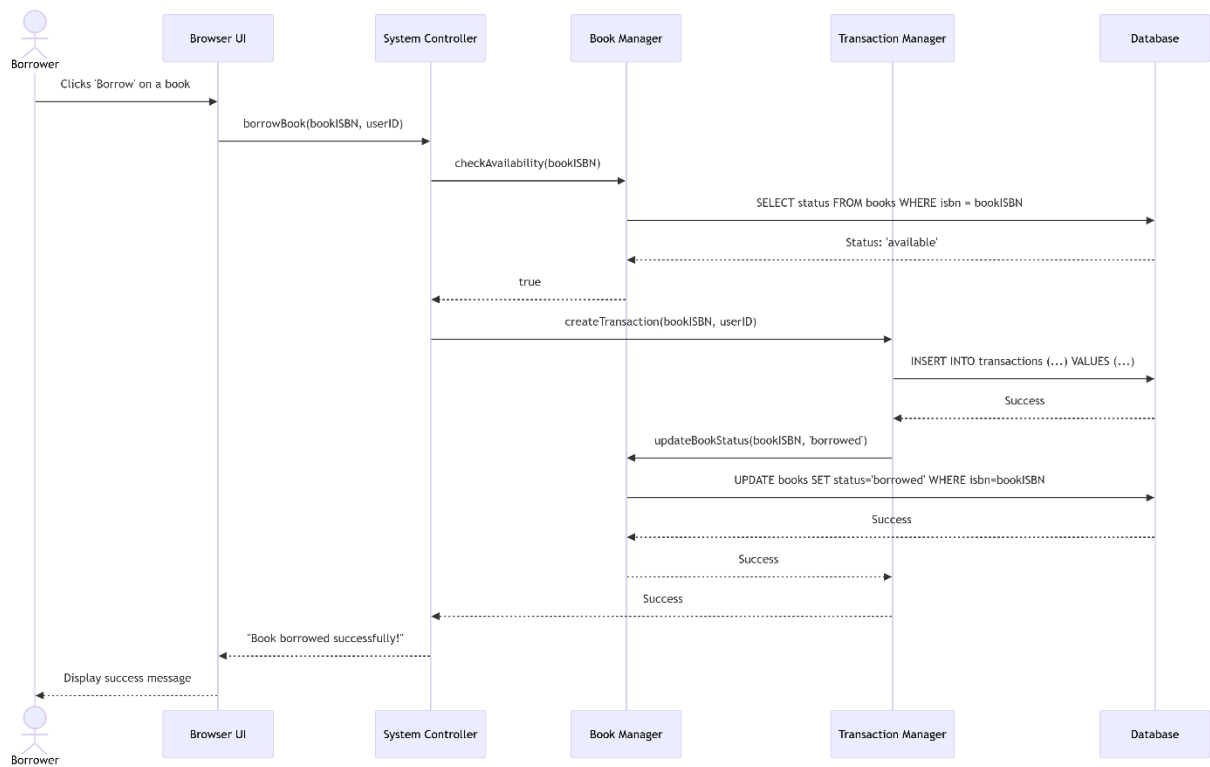 Borrower
Browser UI
System Controller
Book Manager
Transaction Manager
Database
Clicks 'Borrow' on a book
borrowBook(bookISBN, userID)
checkAvailability(bookISBN)
SELECT status FROM books WHERE isbn = bookISBN
Status: 'available'
true
createTransaction(bookISBN, userID)
INSERT INTO transactions (...) VALUES (...)
Success
updateBookStatus(bookISBN, 'borrowed')
UPDATE books SET status='borrowed' WHERE isbn=bookISBN
Success
Success
Success
"Book borrowed successfully!"
Display success message
Borrower
Browser UI
System Controller
Book Manager
Transaction Manager
Database